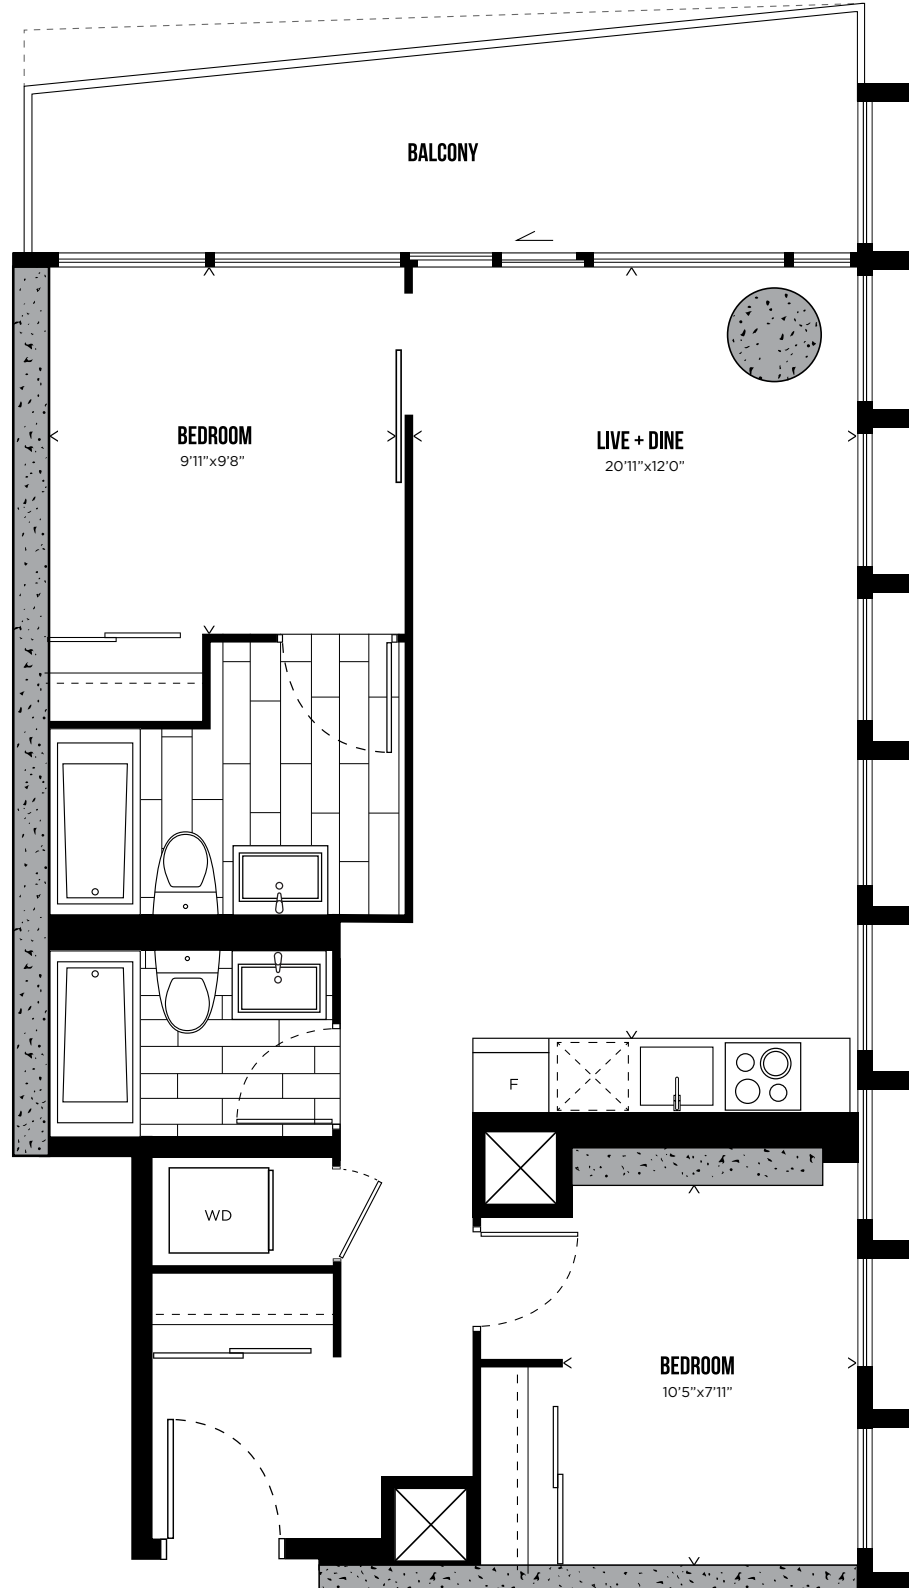 BALCONY
BEDROOM
9'11"x9'8"
LIVE + DINE
20'11"x12'0"
F
WD
BEDROOM
10'5"x7'11"